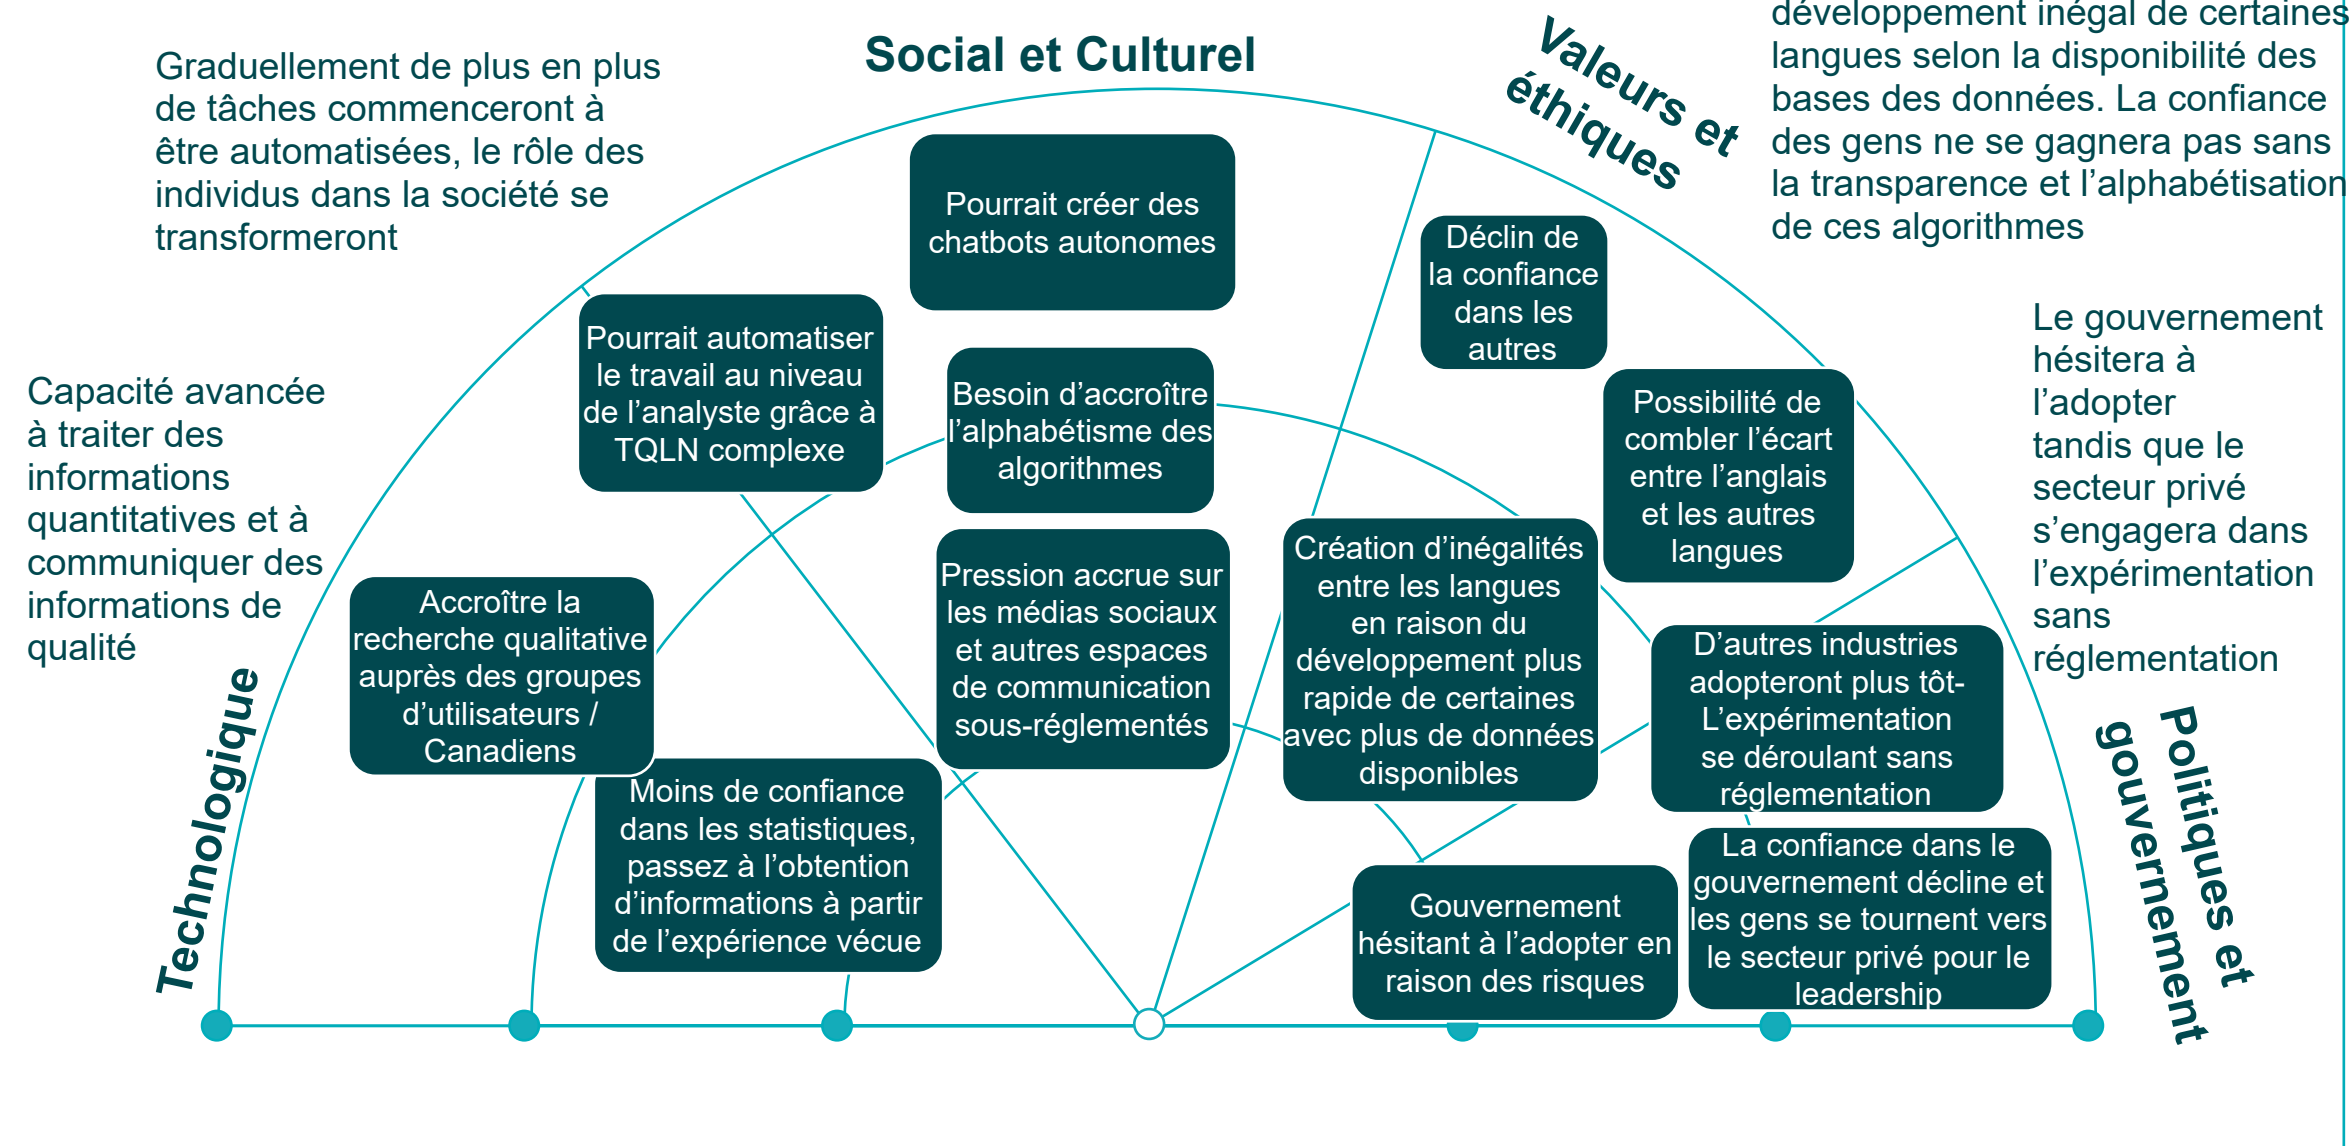 Social et Culturel
Valeurs et
éthiques
développement inégal de certaines
langues selon la disponibilité des
bases des données. La confiance
des gens ne se gagnera pas sans
la transparence et l’alphabétisation
de ces algorithmes
Graduellement de plus en plus
de tâches commenceront à
être automatisées, le rôle des
individus dans la société se
transformeront
Capacité avancée
à traiter des
informations
quantitatives et à
communiquer des
informations de
qualité
Technologique
Pourrait créer des
chatbots autonomes
Déclin de
la confiance
dans les
autres
Pourrait automatiser
le travail au niveau
de l’analyste grâce à
TQLN complexe
Besoin d’accroître
l’alphabétisme des
algorithmes
Possibilité de
combler l’écart
entre l’anglais
et les autres
langues
Le gouvernement
hésitera à
l’adopter
tandis que le
secteur privé
s’engagera dans
l’expérimentation
sans
réglementation
Accroître la
recherche qualitative
auprès des groupes
d’utilisateurs /
Canadiens
Pression accrue sur
les médias sociaux
et autres espaces
de communication
sous-réglementés
Création d’inégalités
entre les langues
en raison du
développement plus
rapide de certaines
avec plus de données
disponibles
D’autres industries
adopteront plus tôt-
L’expérimentation
se déroulant sans
réglementation
Moins de confiance
dans les statistiques,
passez à l’obtention
d’informations à partir
de l’expérience vécue
Gouvernement
hésitant à l’adopter en
raison des risques
La confiance dans le
gouvernement décline et
les gens se tournent vers
le secteur privé pour le
leadership
Politiques et
gouvernement